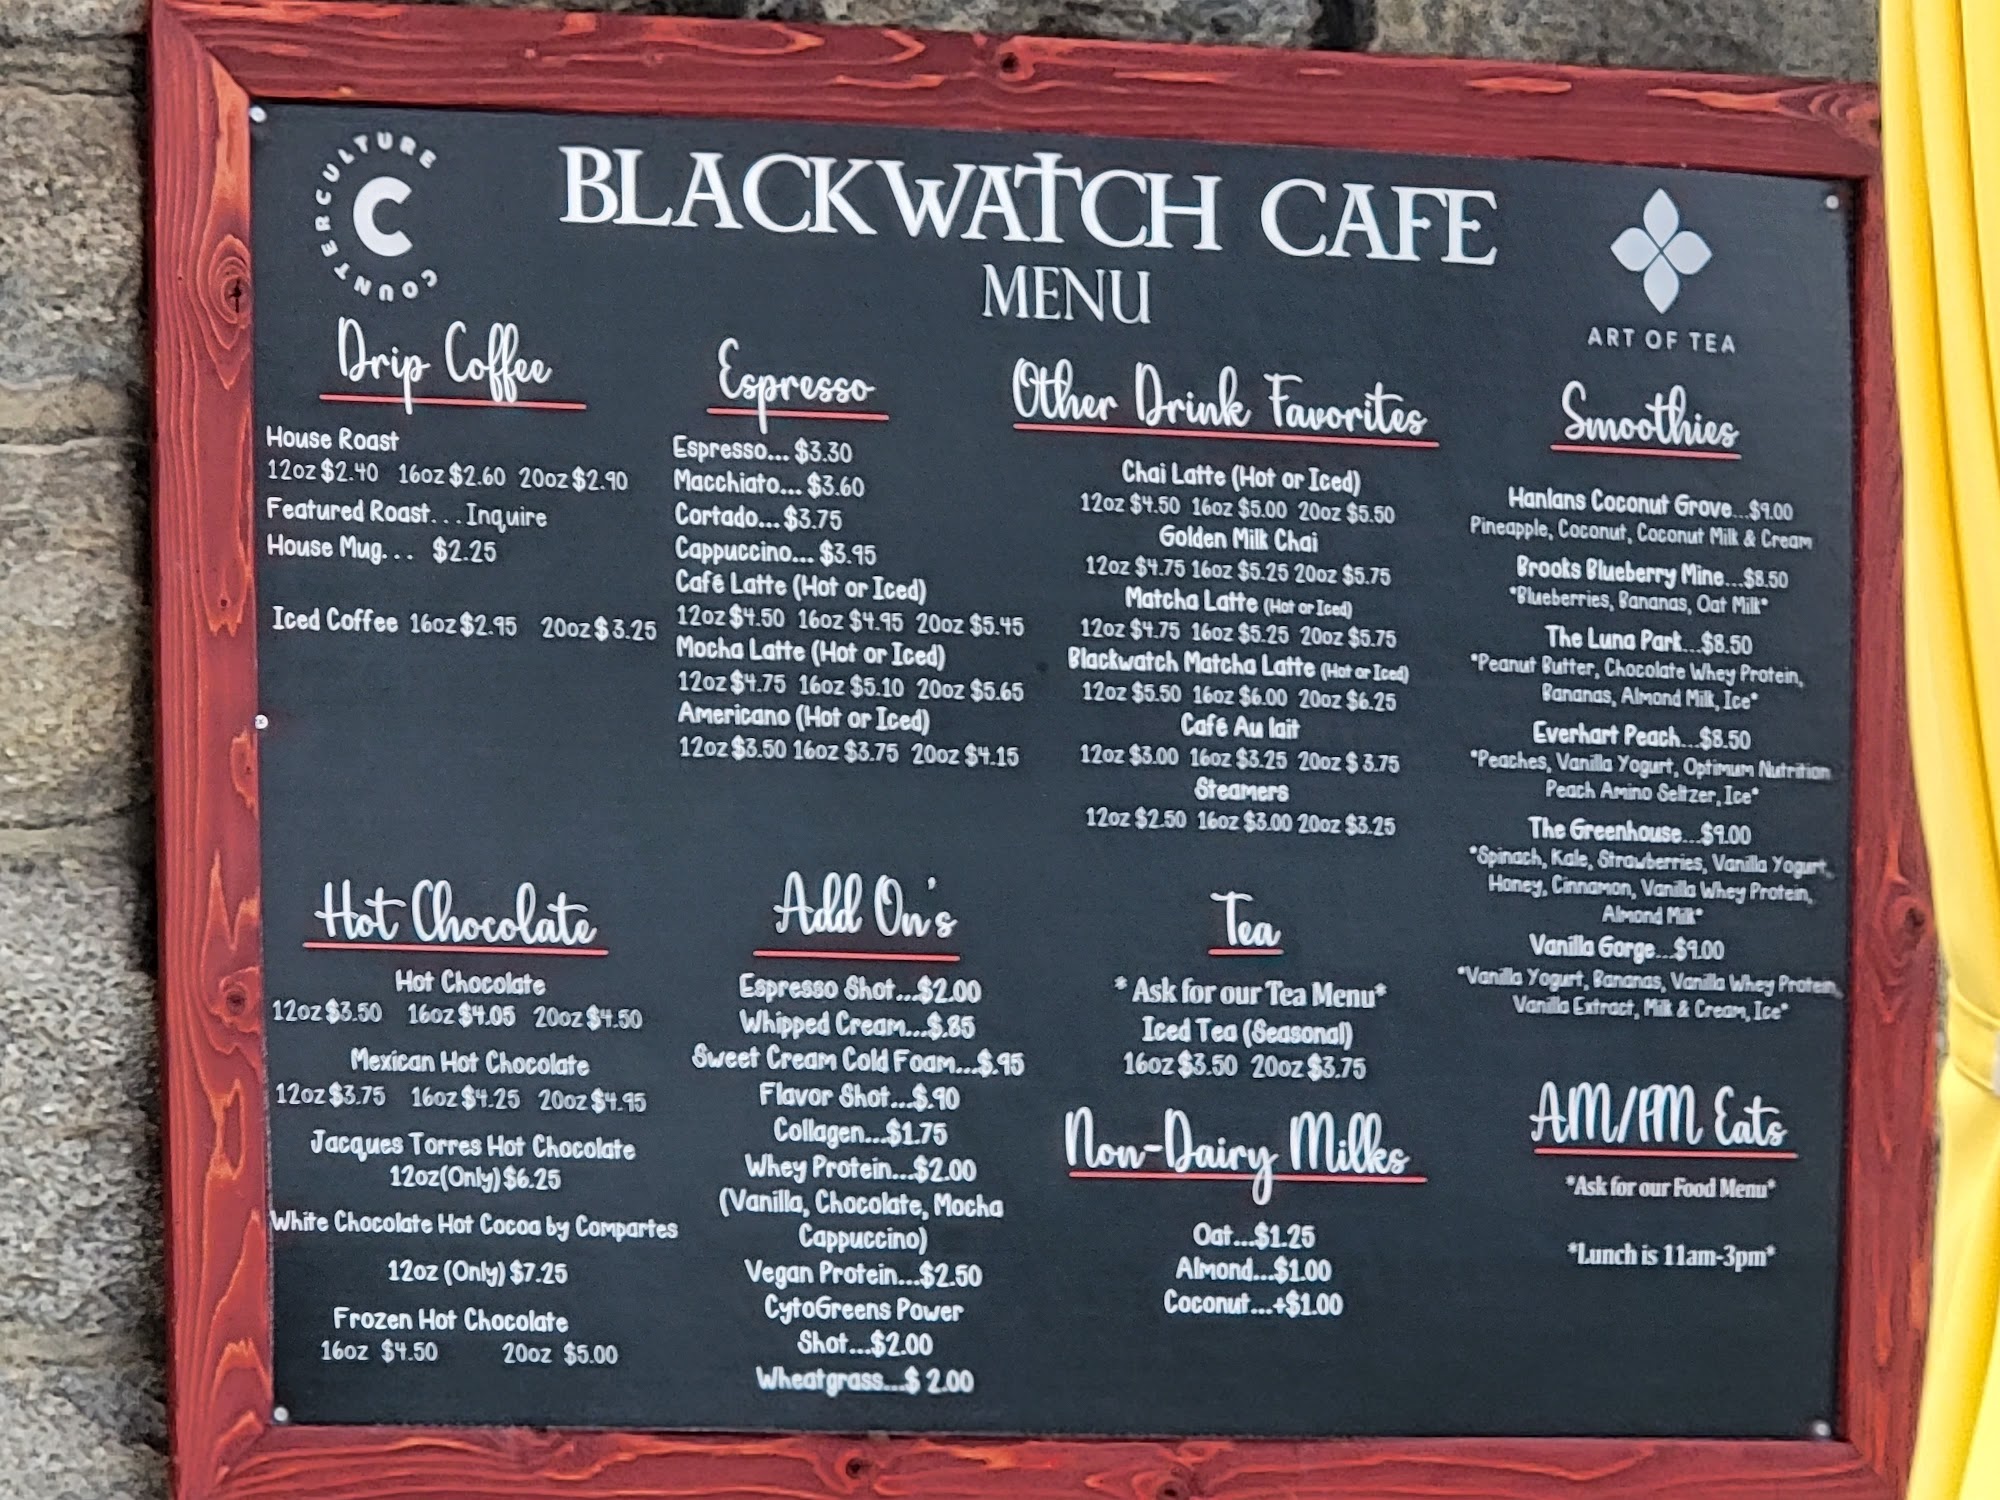 COUNTERCULTURE
C
BLACKWATCH CAFE
MENU
ART OF TEA
Drip Coffee
House Roast
12oz $2.40 16oz $2.60 20oz $2.90
Featured Roast. . . Inquire
House Mug. . . $2.25
Iced Coffee 16oz $2.95 20oz $3.25
Espresso
Espresso... $3.30
Macchiato... $3.60
Cortado... $3.75
Cappuccino... $3.95
Café Latte (Hot or Iced)
12oz $4.50 16oz $4.95 20oz $5.45
Mocha Latte (Hot or Iced)
12oz $4.75 16oz $5.10 20oz $5.65
Americano (Hot or Iced)
12oz $3.50 16oz $3.75 20oz $4.15
Other Drink Favorites
Chai Latte (Hot or Iced)
12oz $4.50 16oz $5.00 20oz $5.50
Golden Milk Chai
12oz $4.75 16oz $5.25 20oz $5.75
Matcha Latte (Hot or Iced)
12oz $4.75 16oz $5.25 20oz $5.75
Blackwatch Matcha Latte (Hot or Iced)
12oz $5.50 16oz $6.00 20oz $6.25
Café Au lait
12oz $3.00 16oz $3.25 20oz $ 3.75
Steamers
12oz $2.50 16oz $3.00 20oz $3.25
Smoothies
Hanlans Coconut Grove...$9.00
Pineapple, Coconut, Coconut Milk & Cream
Brooks Blueberry Mine...$8.50
*Blueberries, Bananas, Oat Milk*
The Luna Park...$8.50
*Peanut Butter, Chocolate Whey Protein,
Bananas, Almond Milk, Ice*
Everhart Peach...$8.50
*Peaches, Vanilla Yogurt, Optimum Nutrition
Peach Amino Seltzer, Ice*
The Greenhouse...$9.00
*Spinach, Kale, Strawberries, Vanilla Yogurt,
Honey, Cinnamon, Vanilla Whey Protein,
Almond Milk*
Vanilla Gorge...$9.00
*Vanilla Yogurt, Bananas, Vanilla Whey Protein,
Vanilla Extract, Milk & Cream, Ice*
Hot Chocolate
Hot Chocolate
12oz $3.50 16oz $4.05 20oz $4.50
Mexican Hot Chocolate
12oz $3.75 16oz $4.25 20oz $4.95
Jacques Torres Hot Chocolate
12oz(Only) $6.25
White Chocolate Hot Cocoa by Compartes
12oz (Only) $7.25
Frozen Hot Chocolate
16oz $4.50 20oz $5.00
Add On's
Espresso Shot...$2.00
Whipped Cream...$.85
Sweet Cream Cold Foam...$.95
Flavor Shot...$.90
Collagen...$1.75
Whey Protein...$2.00
(Vanilla, Chocolate, Mocha
Cappuccino)
Vegan Protein...$2.50
CytoGreens Power
Shot...$2.00
Wheatgrass...$ 2.00
Tea
* Ask for our Tea Menu*
Iced Tea (Seasonal)
16oz $3.50 20oz $3.75
Non-Dairy Milks
Oat...$1.25
Almond...$1.00
Coconut...+$1.00
AM/PM Eats
*Ask for our Food Menu*
*Lunch is 11am-3pm*